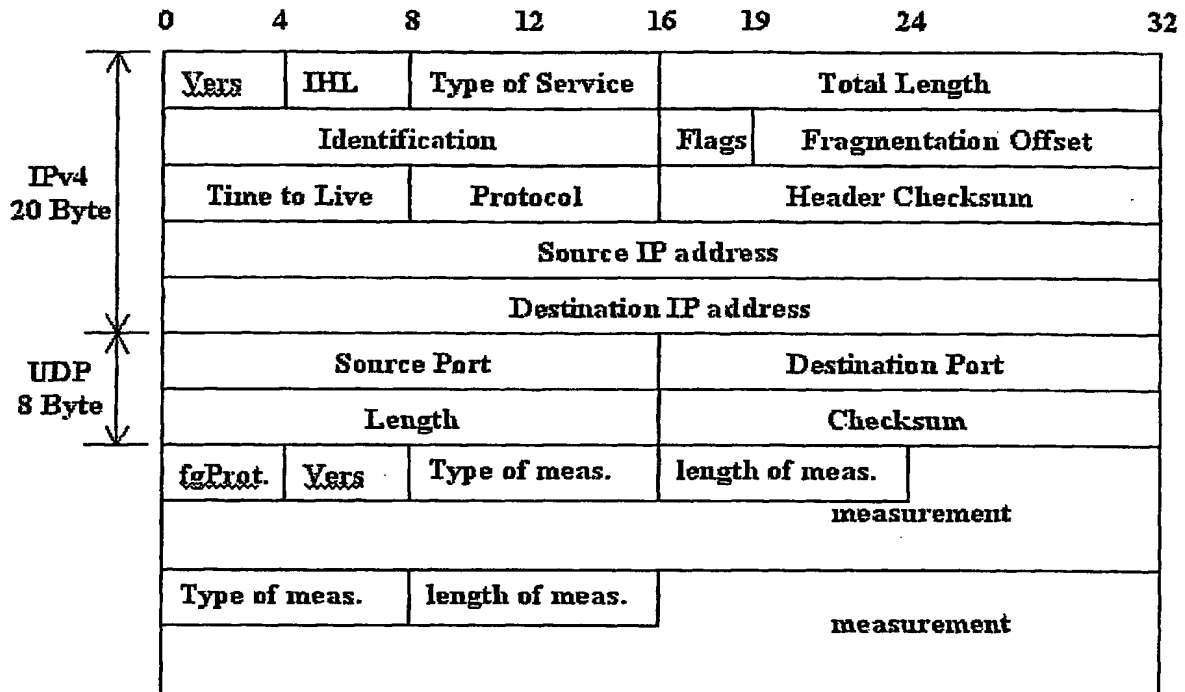 0 4 8 12 16 19 24 32
Vers IHL Type of Service Total Length
Identification Flags Fragmentation Offset
IPv4
20 Byte
Time to Live Protocol Header Checksum
Source IP address
Destination IP address
UDP
8 Byte
Source Port Destination Port
Length Checksum
fgProt. Vers Type of meas. length of meas.
measurement
Type of meas. length of meas.
measurement